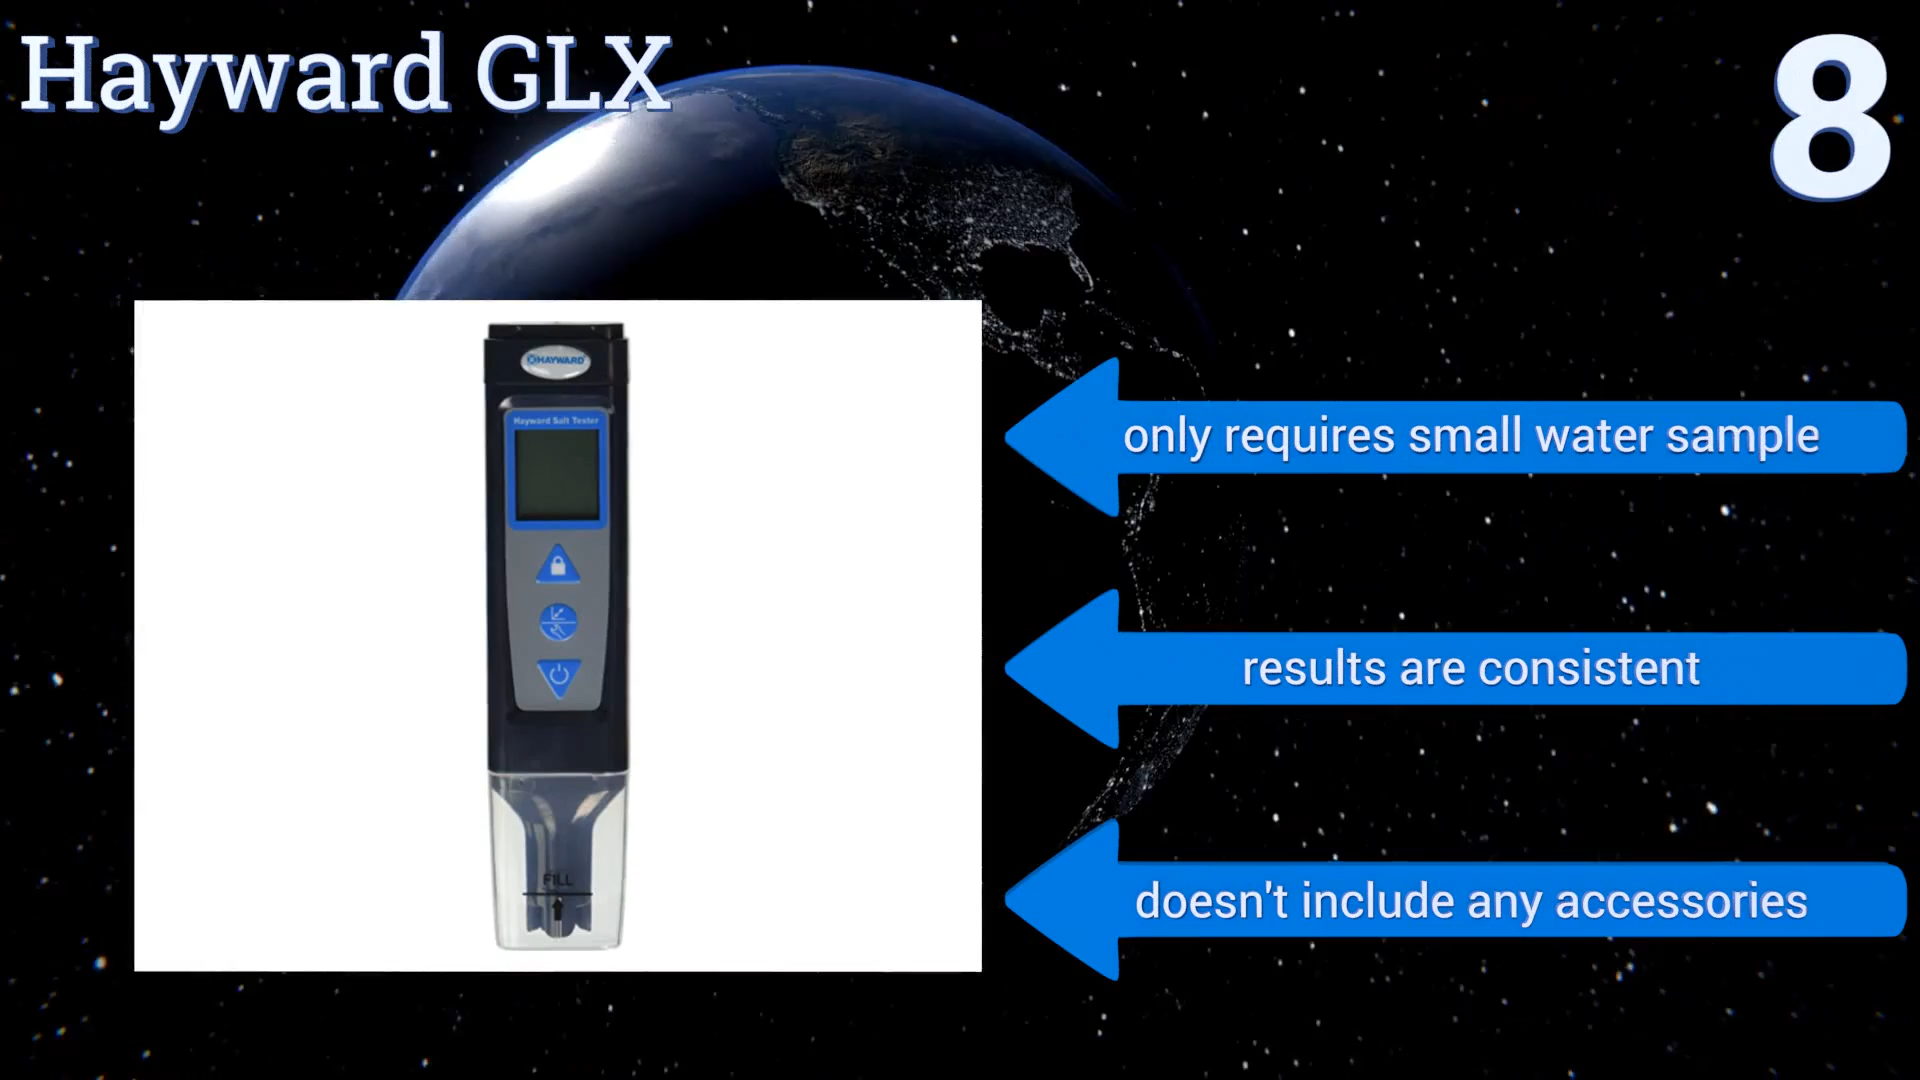 Hayward GLX
8
HAYWARD
Hayward Salt Tester
FILL
only requires small water sample
results are consistent
doesn't include any accessories